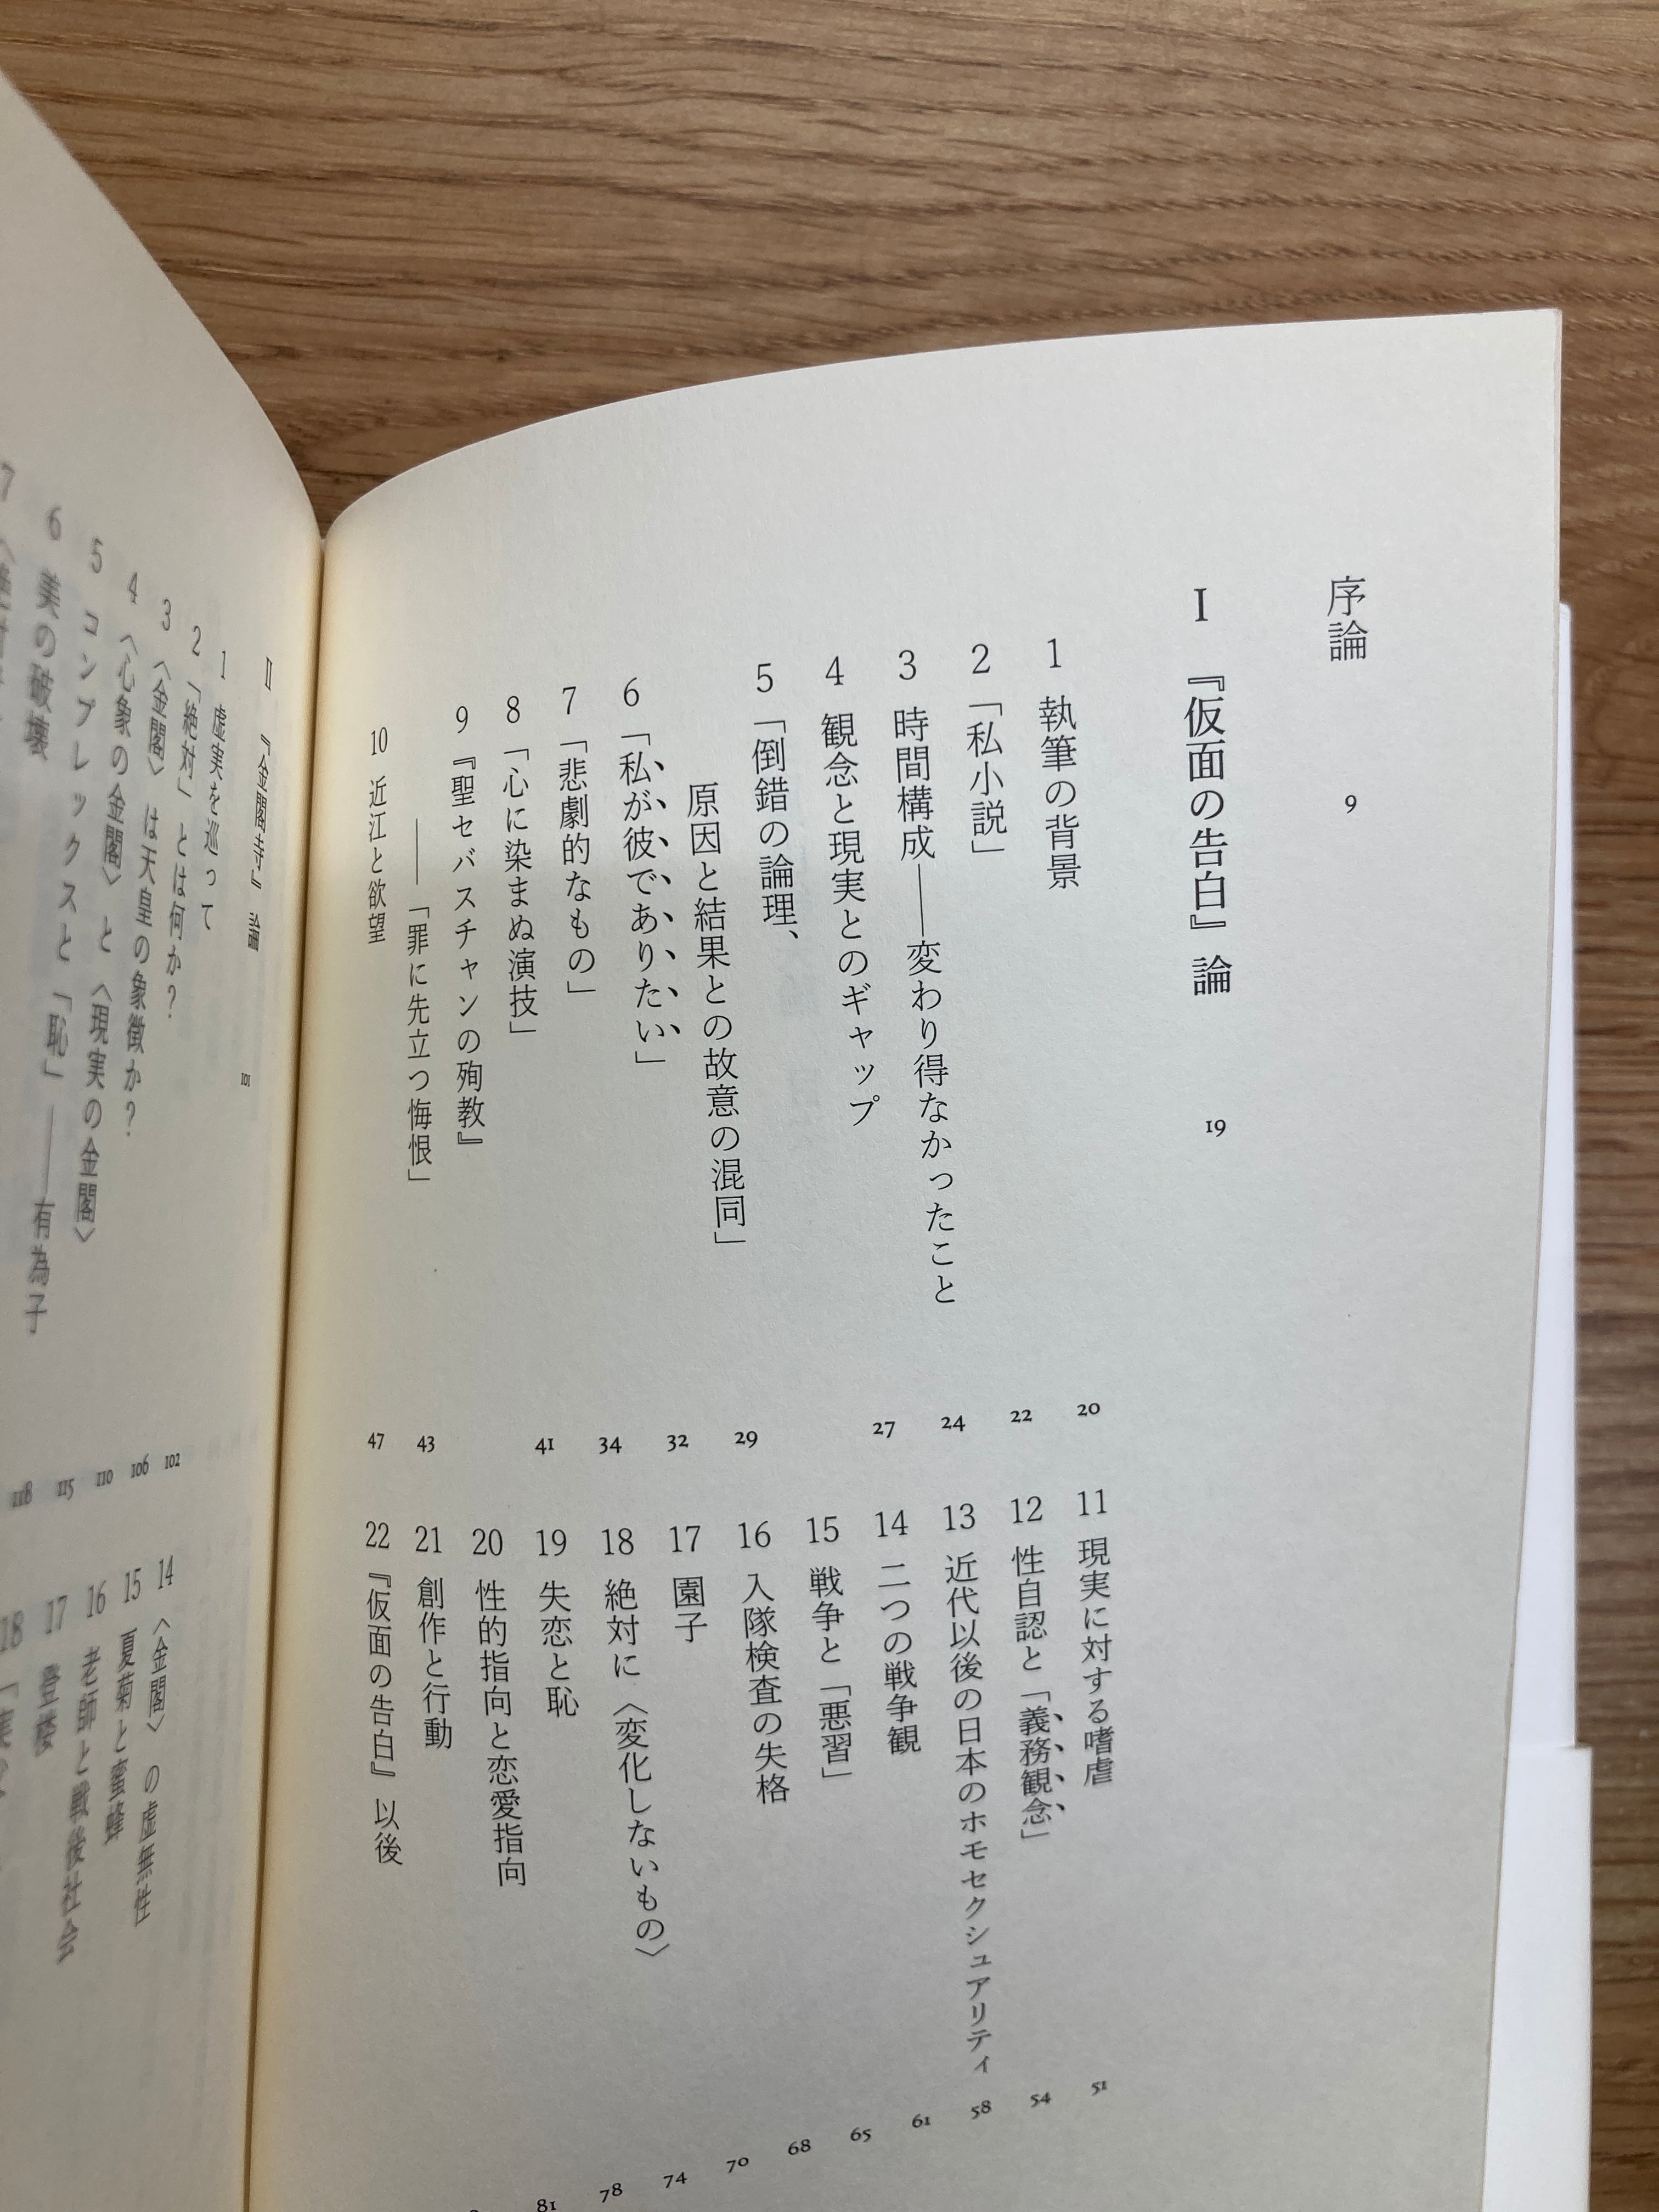 序論 9
I 『仮面の告白』論 19
1 執筆の背景 20
2 「私小説」 22
3 時間構成——変わり得なかったこと 24
4 観念と現実とのギャップ 27
5 「倒錯の論理、
原因と結果との故意の混同」 29
6 「私が彼でありたい」 32
7 「悲劇的なもの」 34
8 「心に染まぬ演技」 41
9 『聖セバスチャンの殉教』
——「罪に先立つ悔恨」 43
10 近江と欲望 47
11 現実に対する嗜虐 51
12 性自認と「義務観念」 54
13 近代以後の日本のホモセクシュアリティ 58
14 二つの戦争観 61
15 戦争と「悪習」 65
16 入隊検査の失格 68
17 園子 70
18 絶対に〈変化しないもの〉 74
19 失恋と恥 78
20 性的指向と恋愛指向 81
21 創作と行動
22 『仮面の告白』以後
II 『金閣寺』論 101
1 虚実を巡って 102
2 「絶対」とは何か? 106
3 〈金閣〉は天皇の象徴か? 110
4 〈心象の金閣〉と〈現実の金閣〉 115
5 コンプレックスと「恥」——有為子 118
6 美の破壊
7
14 〈金閣〉の虚無性
15 夏菊と蜜蜂
16 老師と戦後社会
17 登楼
18